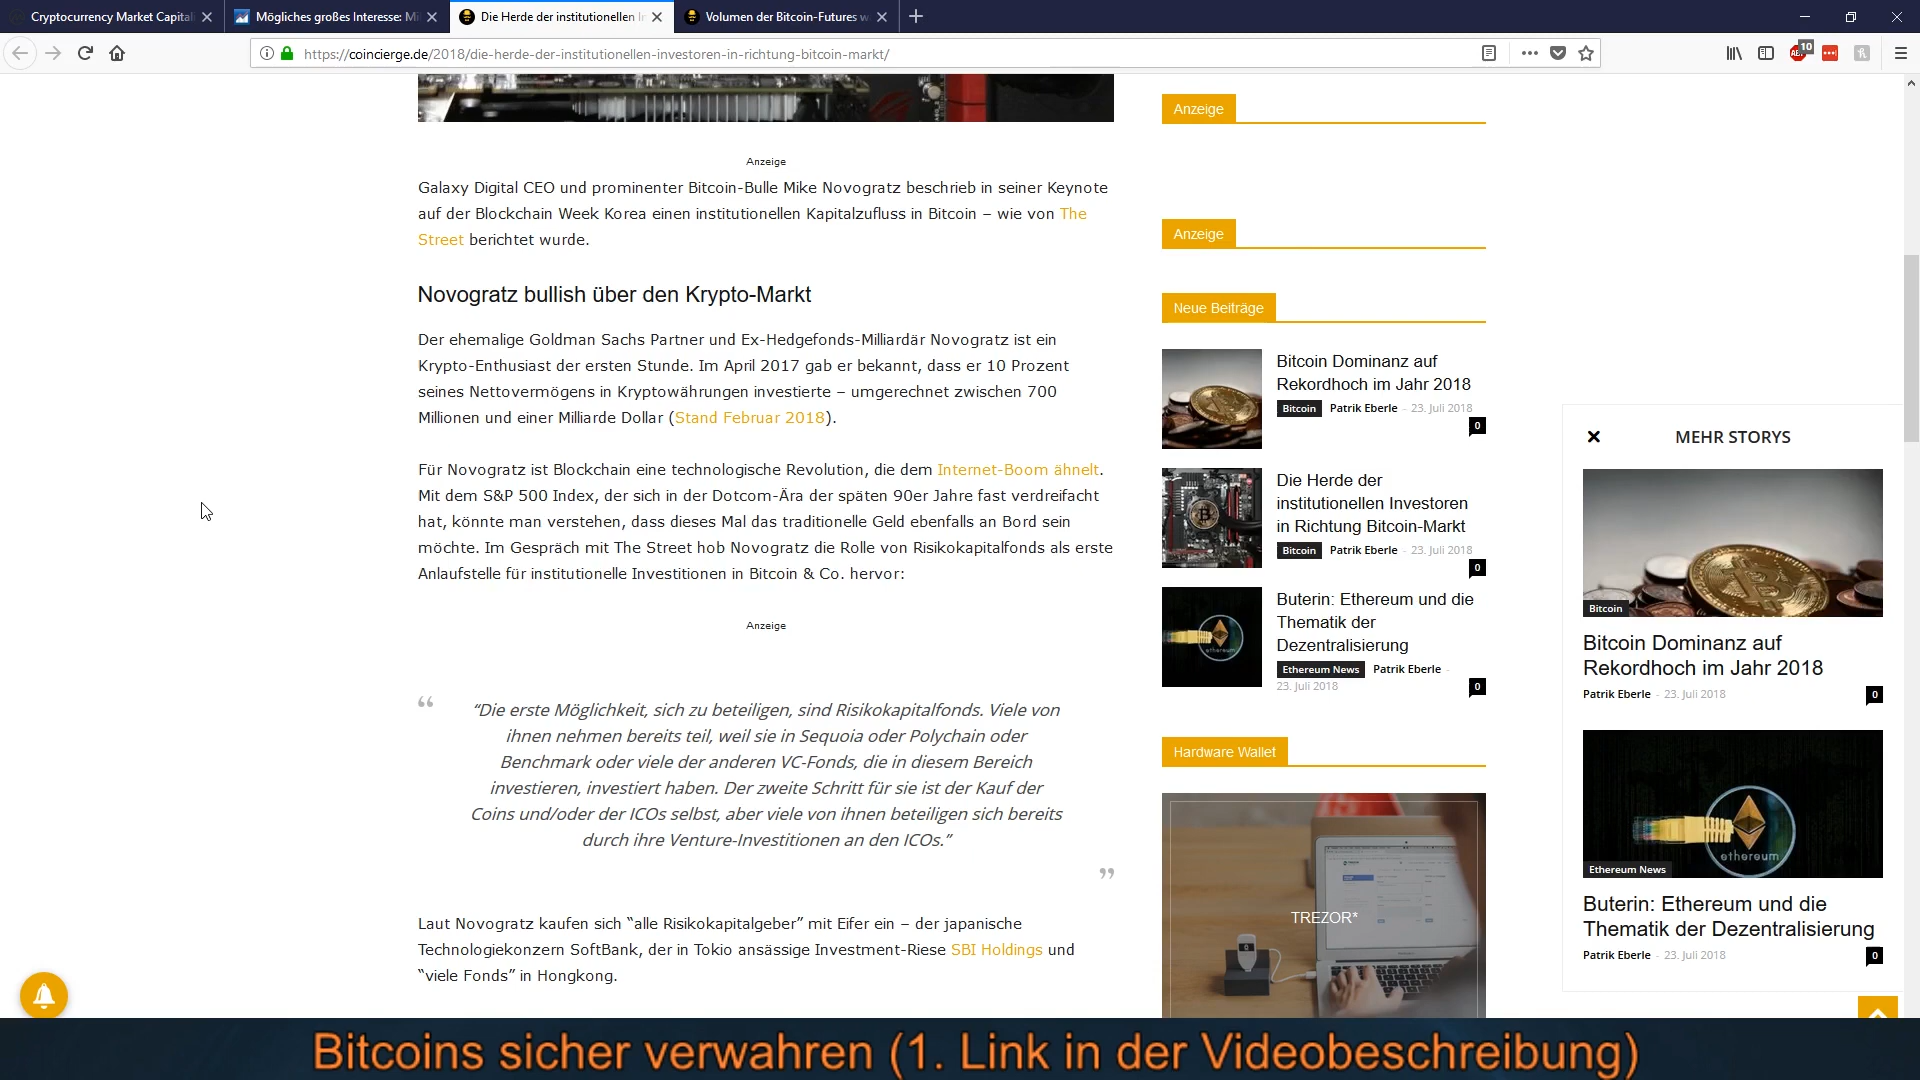 Cryptocurrency Market Capital
Mögliches großes Interesse: Mi
Die Herde der institutionellen In
Volumen der Bitcoin-Futures w
https://coincierge.de/2018/die-herde-der-institutionellen-investoren-in-richtung-bitcoin-markt/
10
Anzeige
Galaxy Digital CEO und prominenter Bitcoin-Bulle Mike Novogratz beschrieb in seiner Keynote
auf der Blockchain Week Korea einen institutionellen Kapitalzufluss in Bitcoin – wie von The
Street berichtet wurde.
Novogratz bullish über den Krypto-Markt
Der ehemalige Goldman Sachs Partner und Ex-Hedgefonds-Milliardär Novogratz ist ein
Krypto-Enthusiast der ersten Stunde. Im April 2017 gab er bekannt, dass er 10 Prozent
seines Nettovermögens in Kryptowährungen investierte – umgerechnet zwischen 700
Millionen und einer Milliarde Dollar (Stand Februar 2018).
Für Novogratz ist Blockchain eine technologische Revolution, die dem Internet-Boom ähnelt.
Mit dem S&P 500 Index, der sich in der Dotcom-Ära der späten 90er Jahre fast verdreifacht
hat, könnte man verstehen, dass dieses Mal das traditionelle Geld ebenfalls an Bord sein
möchte. Im Gespräch mit The Street hob Novogratz die Rolle von Risikokapitalfonds als erste
Anlaufstelle für institutionelle Investitionen in Bitcoin & Co. hervor:
Anzeige
“Die erste Möglichkeit, sich zu beteiligen, sind Risikokapitalfonds. Viele von
ihnen nehmen bereits teil, weil sie in Sequoia oder Polychain oder
Benchmark oder viele der anderen VC-Fonds, die in diesem Bereich
investieren, investiert haben. Der zweite Schritt für sie ist der Kauf der
Coins und/oder der ICOs selbst, aber viele von ihnen beteiligen sich bereits
durch ihre Venture-Investitionen an den ICOs.”
Laut Novogratz kaufen sich “alle Risikokapitalgeber” mit Eifer ein – der japanische
Technologiekonzern SoftBank, der in Tokio ansässige Investment-Riese SBI Holdings und
“viele Fonds” in Hongkong.
Anzeige
Anzeige
Neue Beiträge
Bitcoin Dominanz auf
Rekordhoch im Jahr 2018
Bitcoin Patrik Eberle - 23. Juli 2018
0
Die Herde der
institutionellen Investoren
in Richtung Bitcoin-Markt
Bitcoin Patrik Eberle - 23. Juli 2018
0
Buterin: Ethereum und die
Thematik der
Dezentralisierung
Ethereum News Patrik Eberle -
23. Juli 2018
0
ethereum
Hardware Wallet
TREZOR*
MEHR STORYS
Bitcoin
Bitcoin Dominanz auf
Rekordhoch im Jahr 2018
Patrik Eberle - 23. Juli 2018
0
ethereum
Ethereum News
Buterin: Ethereum und die
Thematik der Dezentralisierung
Patrik Eberle - 23. Juli 2018
0
Bitcoins sicher verwahren (1. Link in der Videobeschreibung)